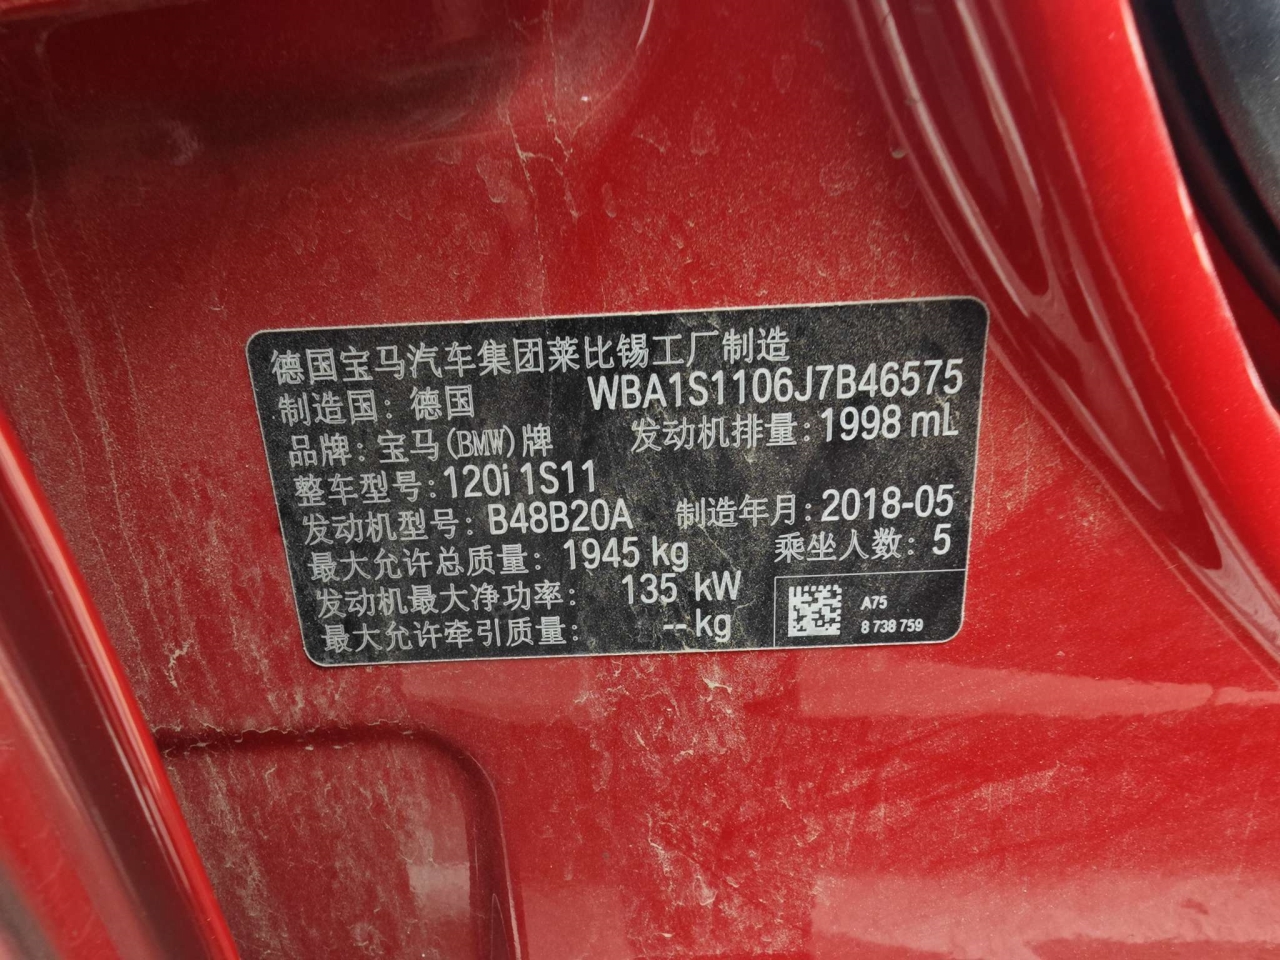 德国宝马汽车集团莱比锡工厂制造
制造国：德国 WBA1S1106J7B46575
品牌：宝马(BMW)牌 发动机排量：1998 mL
整车型号：120i 1S11
发动机型号：B48B20A 制造年月：2018-05
最大允许总质量：1945 kg 乘坐人数：5
发动机最大净功率： 135 kW
最大允许牵引质量： --kg
A75
8 738 759